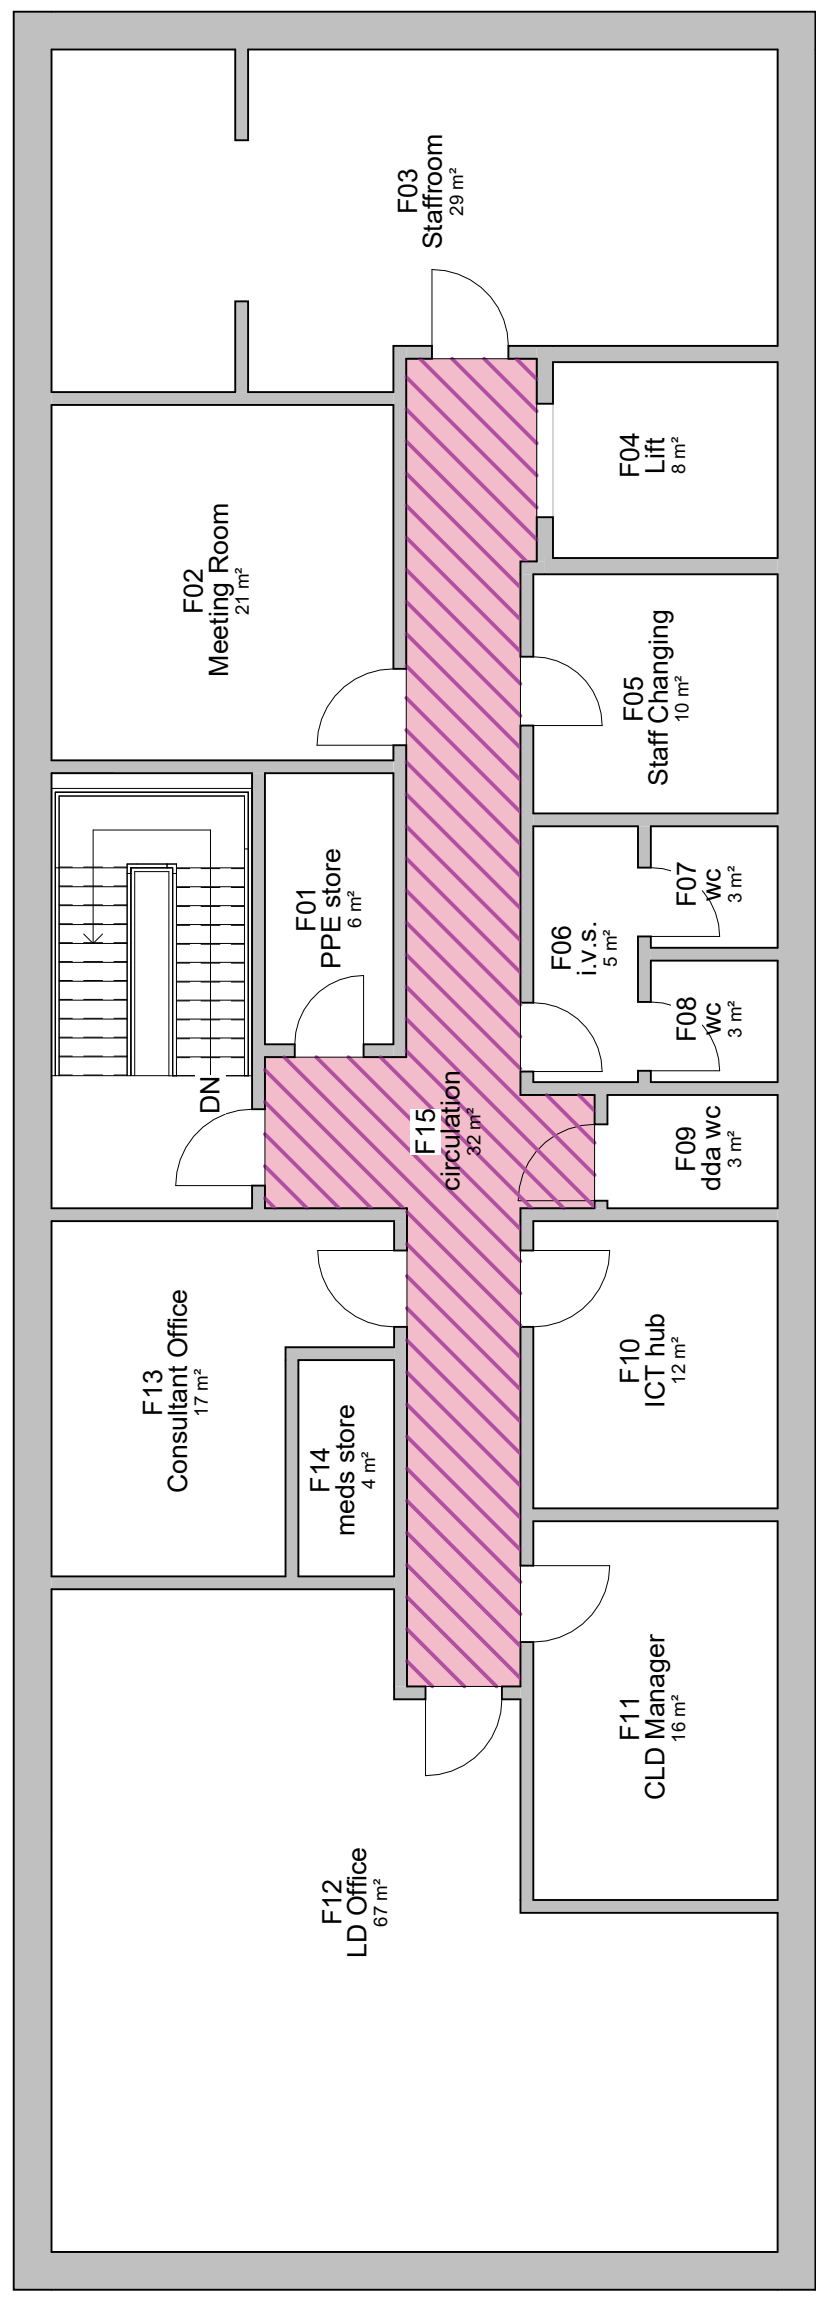 F03
Staffroom
29 m²
F04
Lift
8 m²
F02
Meeting Room
21 m²
F05
Staff Changing
10 m²
F01
PPE store
6 m²
F07
wc
3 m²
F06
i.v.s.
5 m²
F08
wc
3 m²
DN
F15
circulation
32 m²
F09
dda wc
3 m²
F13
Consultant Office
17 m²
F10
ICT hub
12 m²
F14
meds store
4 m²
F11
CLD Manager
16 m²
F12
LD Office
67 m²